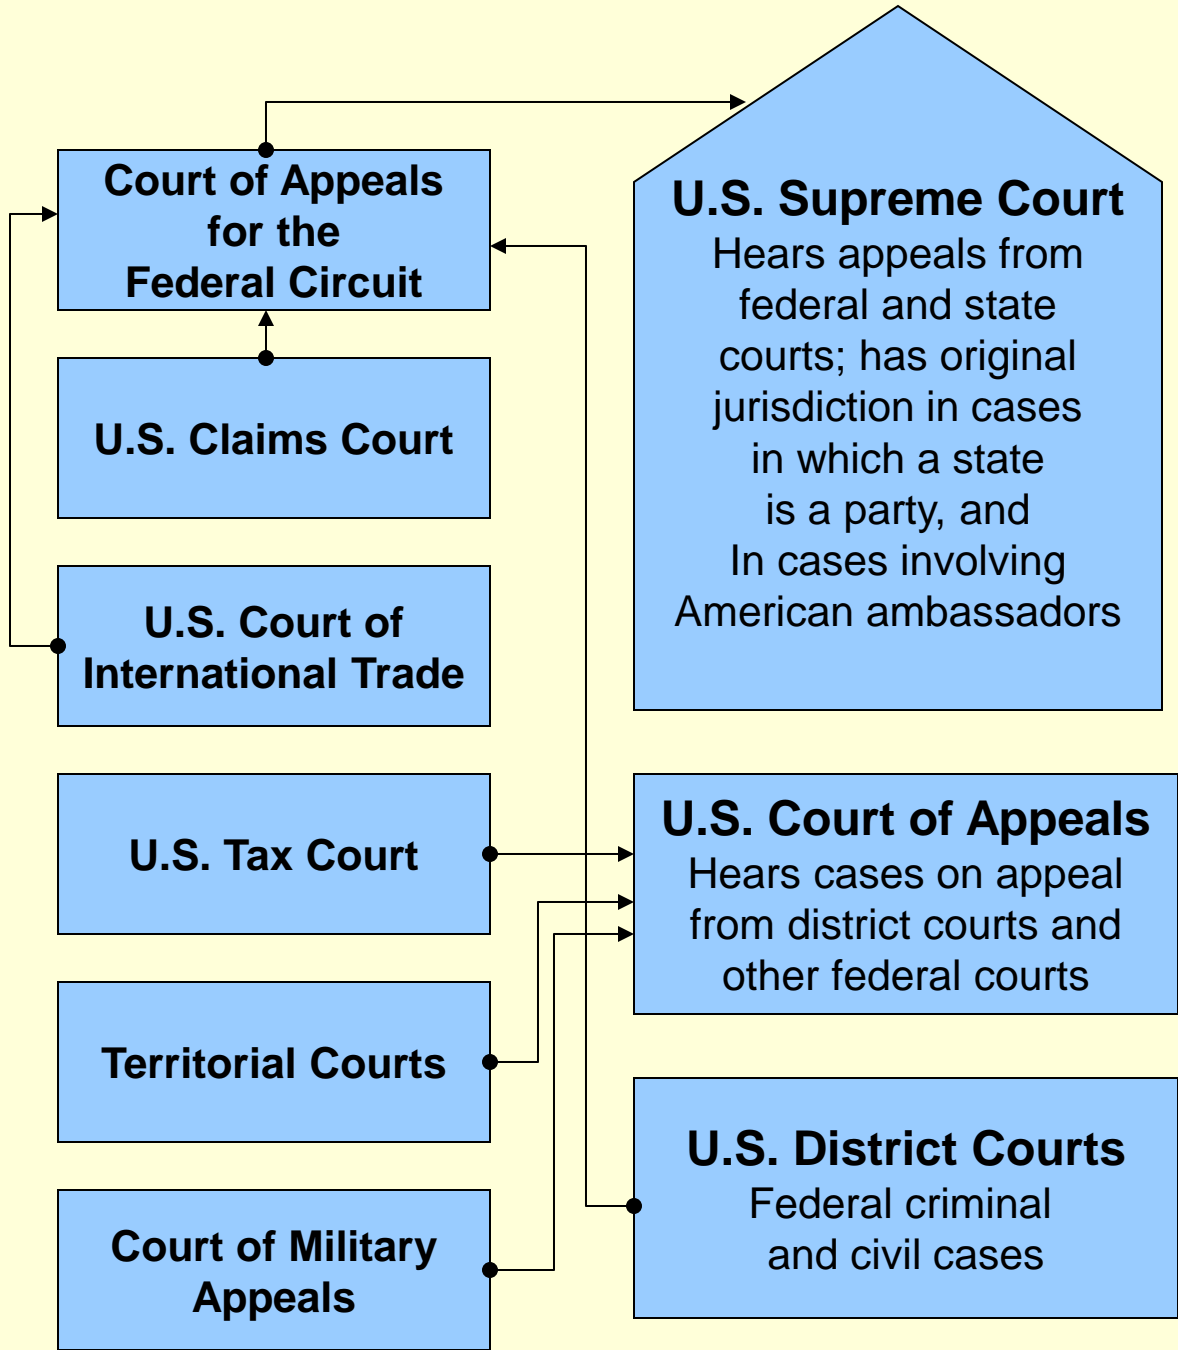 Court of Appeals
for the
Federal Circuit
U.S. Claims Court
U.S. Court of
International Trade
U.S. Tax Court
Territorial Courts
Court of Military
Appeals
U.S. Supreme Court
Hears appeals from
federal and state
courts; has original
jurisdiction in cases
in which a state
is a party, and
In cases involving
American ambassadors
U.S. Court of Appeals
Hears cases on appeal
from district courts and
other federal courts
U.S. District Courts
Federal criminal
and civil cases